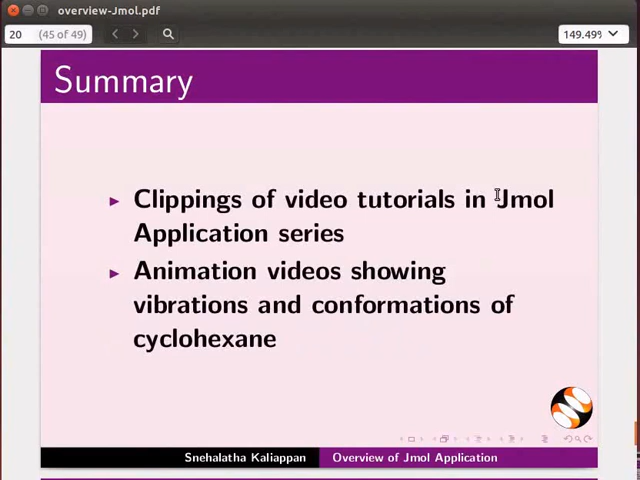 overview-Jmol.pdf
20 (45 of 49) 149.49%
Summary
Clippings of video tutorials in Jmol
Application series
Animation videos showing
vibrations and conformations of
cyclohexane
Snehalatha Kaliappan Overview of Jmol Application